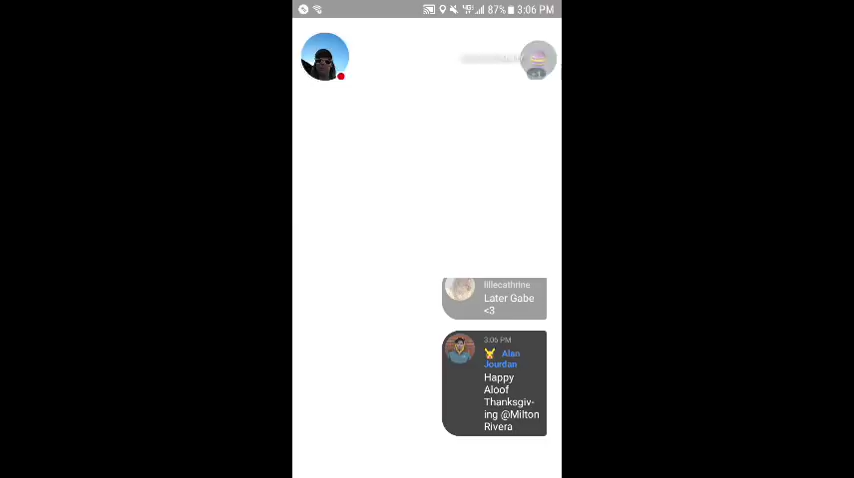 87% 3:06 PM
lillecathrine
Later Gabe
<3
3:06 PM
Alan
Jourdan
Happy
Aloof
Thanksgiv-
ing @Milton
Rivera